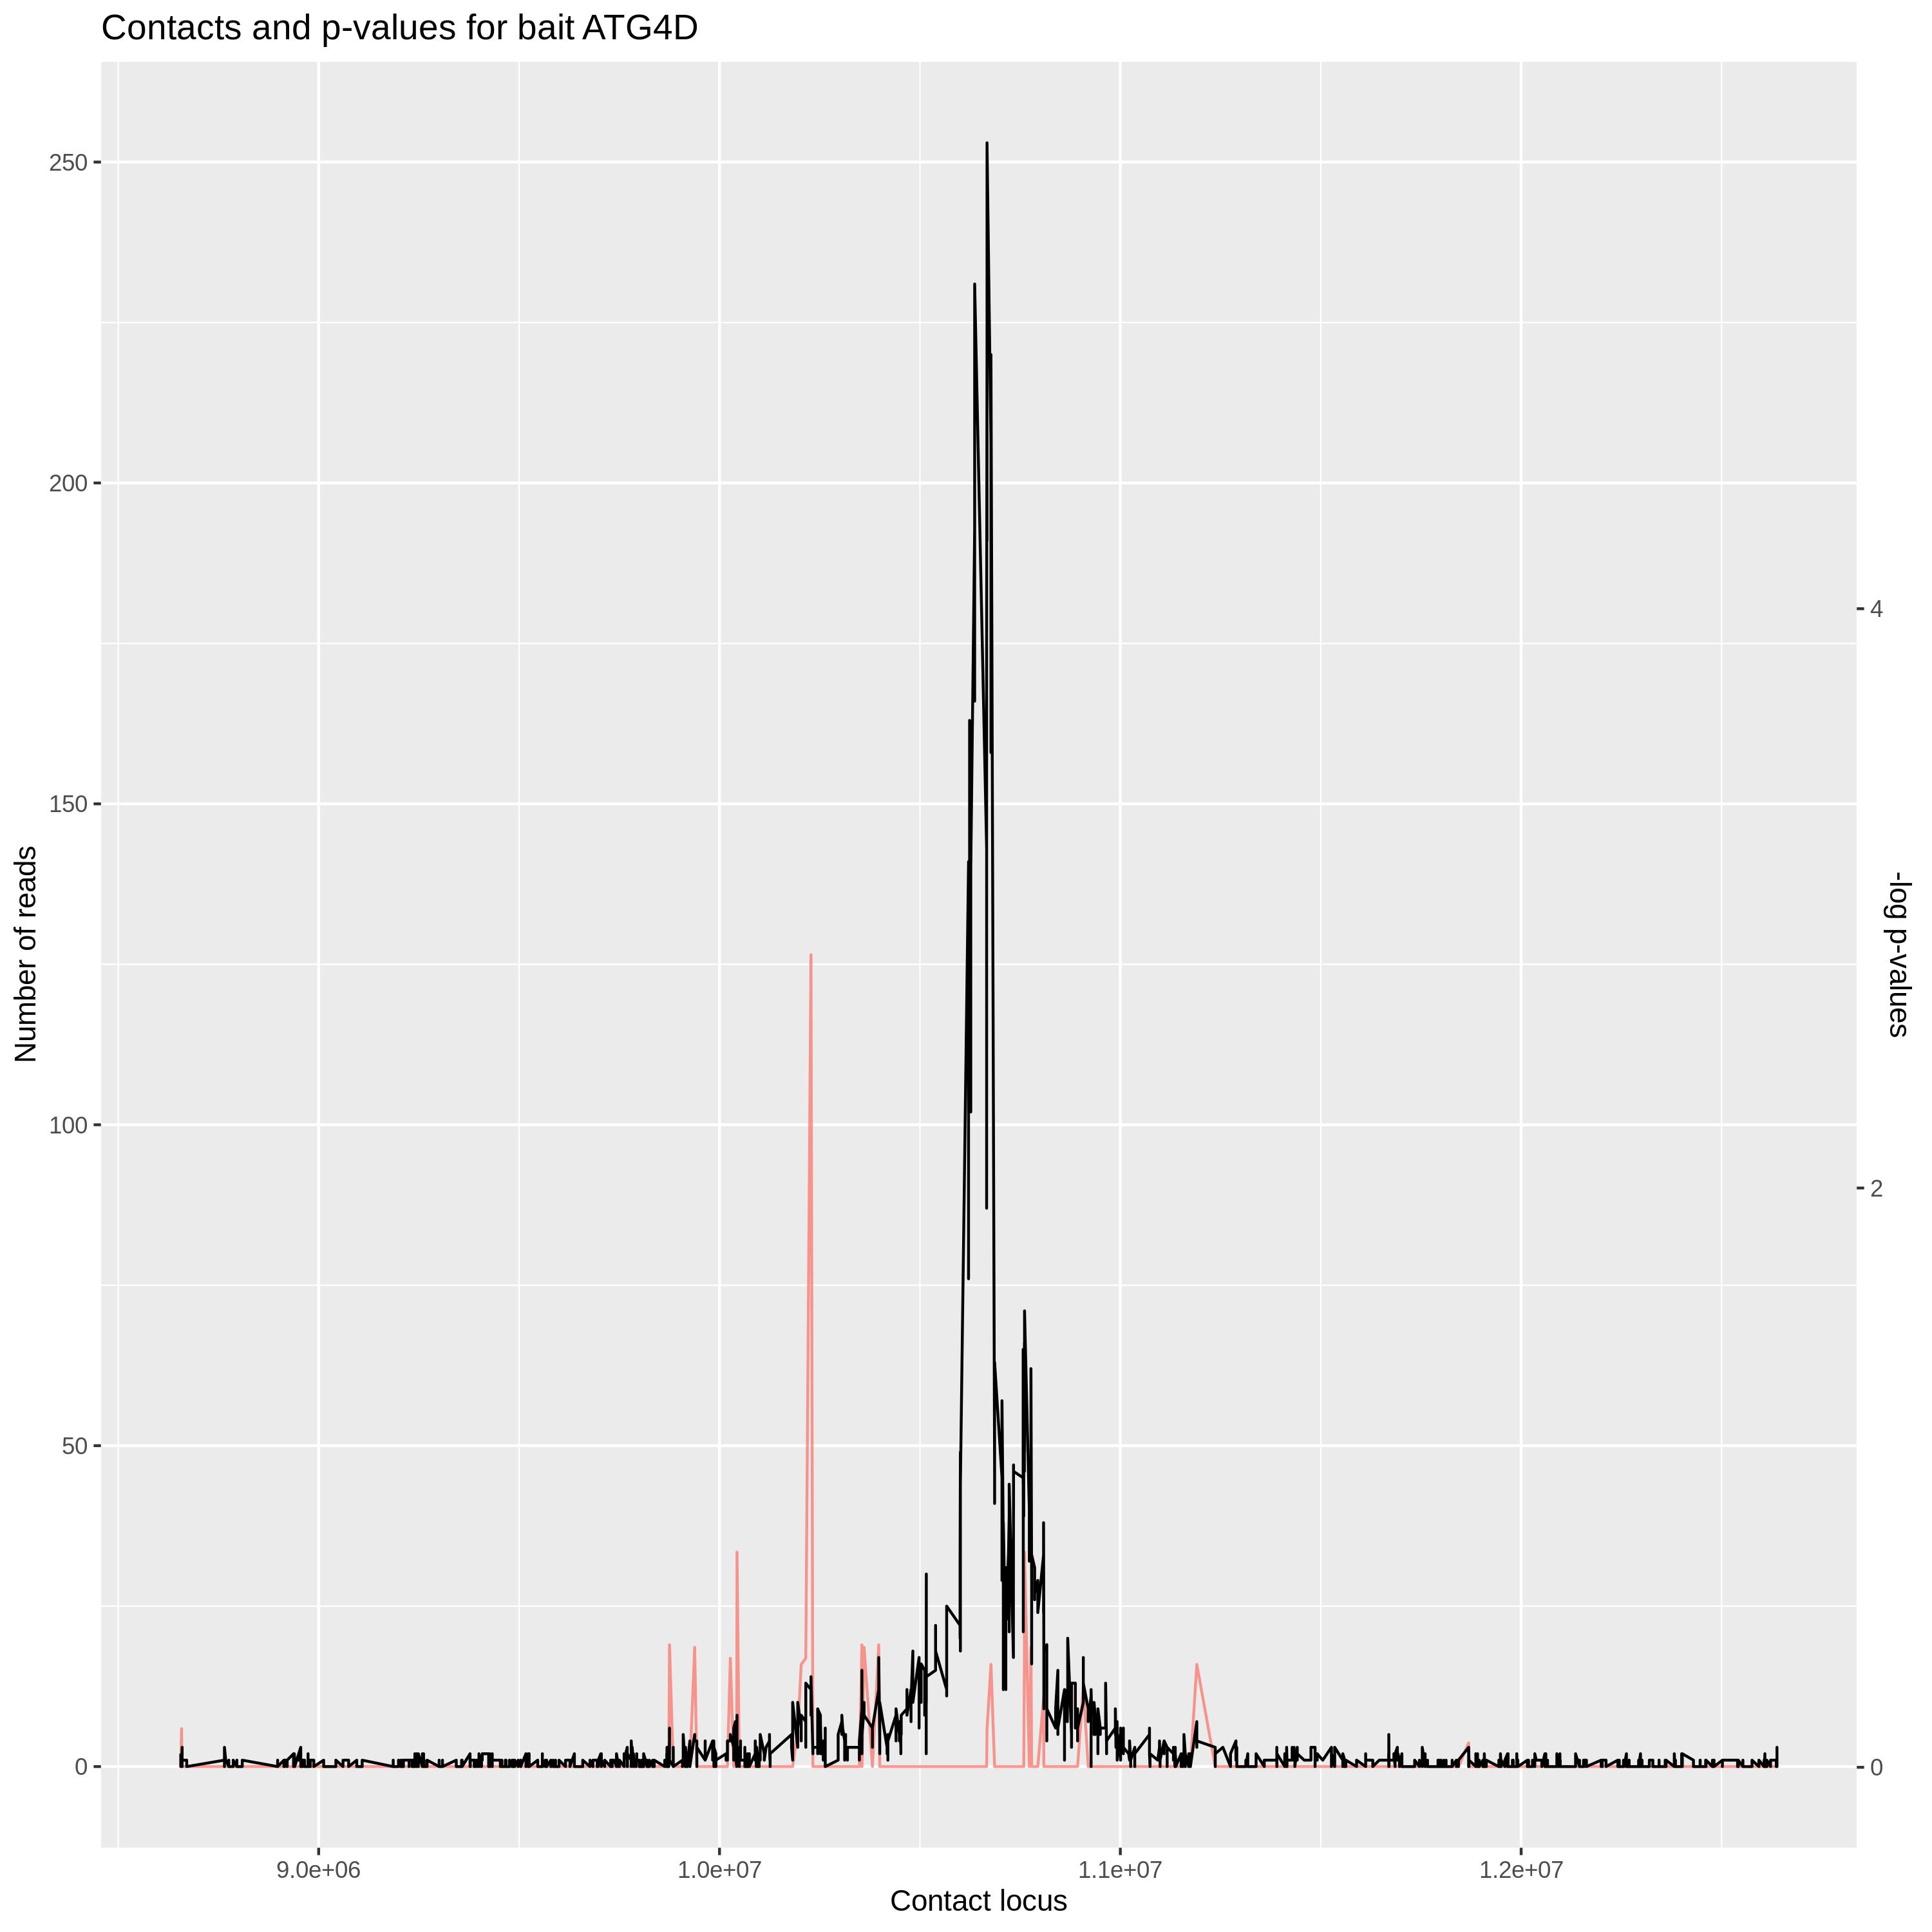 Contacts and p-values for bait ATG4D
Number of reads
250
200
150
100
50
0
4
2
0
-log p-values
9.0e+06
1.0e+07
1.1e+07
1.2e+07
Contact locus